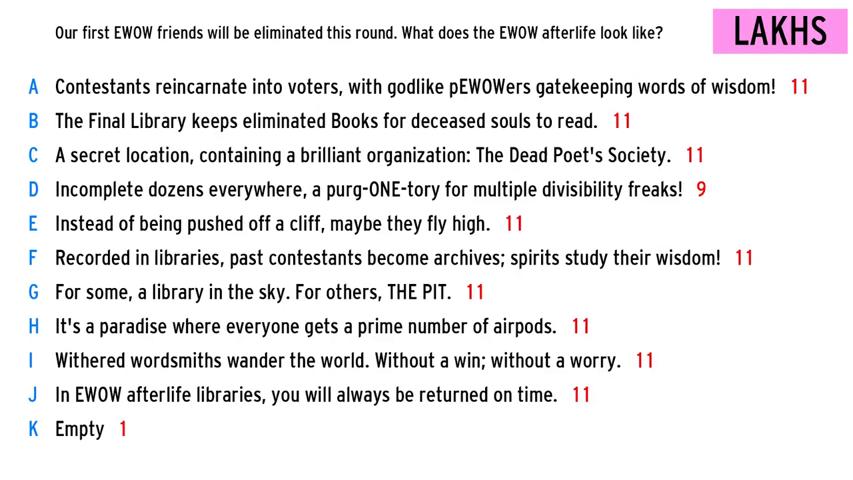 Our first EWOW friends will be eliminated this round. What does the EWOW afterlife look like?
LAKHS
A Contestants reincarnate into voters, with godlike pEWOWers gatekeeping words of wisdom! 11
B The Final Library keeps eliminated Books for deceased souls to read. 11
C A secret location, containing a brilliant organization: The Dead Poet's Society. 11
D Incomplete dozens everywhere, a purg-ONE-tory for multiple divisibility freaks! 9
E Instead of being pushed off a cliff, maybe they fly high. 11
F Recorded in libraries, past contestants become archives; spirits study their wisdom! 11
G For some, a library in the sky. For others, THE PIT. 11
H It's a paradise where everyone gets a prime number of airpods. 11
I Withered wordsmiths wander the world. Without a win; without a worry. 11
J In EWOW afterlife libraries, you will always be returned on time. 11
K Empty 1